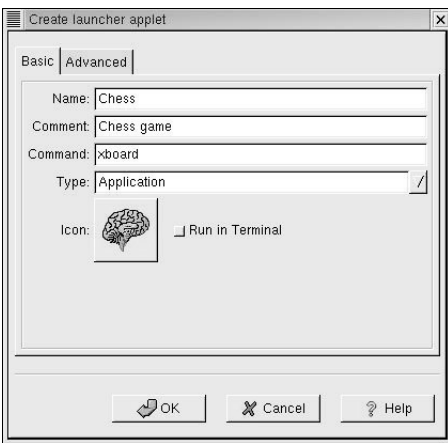 Create launcher applet
Basic Advanced
Name: Chess
Comment: Chess game
Command: xboard
Type: Application
Icon: Run in Terminal
OK Cancel ? Help